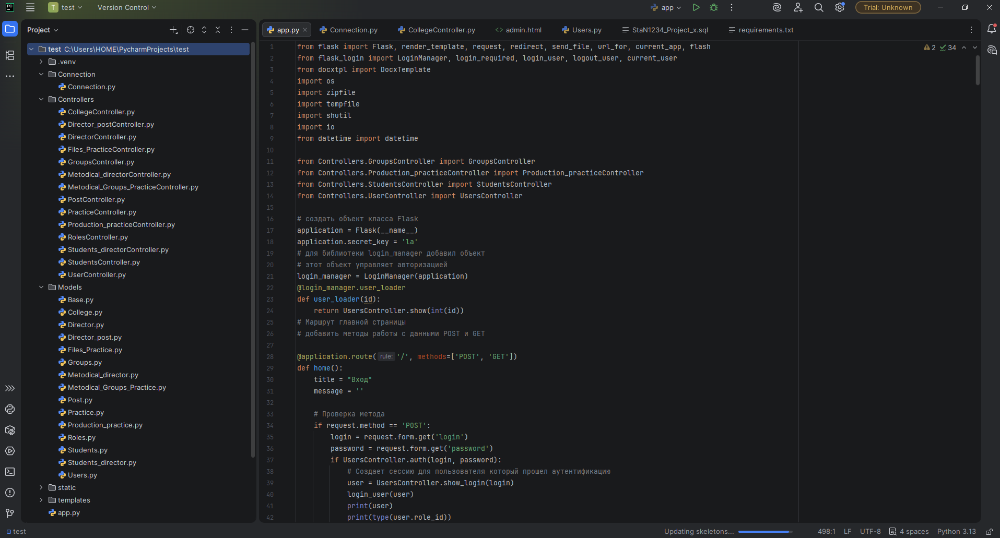 PC
T test Version Control
app
Trial: Unknown
Project
test C:\Users\HOME\PycharmProjects\test
.venv
Connection
Connection.py
Controllers
CollegeController.py
Director_postController.py
DirectorController.py
Files_PracticeController.py
GroupsController.py
Metodical_directorController.py
Metodical_Groups_PracticeController.py
PostController.py
PracticeController.py
Production_practiceController.py
RolesController.py
Students_directorController.py
StudentsController.py
UserController.py
Models
Base.py
College.py
Director.py
Director_post.py
Files_Practice.py
Groups.py
Metodical_director.py
Metodical_Groups_Practice.py
Post.py
Practice.py
Production_practice.py
Roles.py
Students.py
Students_director.py
Users.py
static
templates
app.py
app.py Connection.py CollegeController.py <> admin.html Users.py StaN1234_Project_x.sql requirements.txt
2 34
1 from flask import Flask, render_template, request, redirect, send_file, url_for, current_app, flash
2 from flask_login import LoginManager, login_required, login_user, logout_user, current_user
3 from docxtpl import DocxTemplate
4 import os
5 import zipfile
6 import tempfile
7 import shutil
8 import io
9 from datetime import datetime
10
11 from Controllers.GroupsController import GroupsController
12 from Controllers.Production_practiceController import Production_practiceController
13 from Controllers.StudentsController import StudentsController
14 from Controllers.UserController import UsersController
15
16 # создать объект класса Flask
17 application = Flask(__name__)
18 application.secret_key = 'la'
19 # для библиотеки login_manager добавил объект
20 # этот объект управляет авторизацией
21 login_manager = LoginManager(application)
22 @login_manager.user_loader
23 def user_loader(id):
24 return UsersController.show(int(id))
25 # Маршрут главной страницы
26 # добавить методы работы с данными POST и GET
27
28 @application.route( rule: '/', methods=['POST', 'GET'])
29 def home():
30 title = "Вход"
31 message = ''
32
33 # Проверка метода
34 if request.method == 'POST':
35 login = request.form.get('login')
36 password = request.form.get('password')
37 if UsersController.auth(login, password):
38 # Создает сессию для пользователя который прошел аутентификацию
39 user = UsersController.show_login(login)
40 login_user(user)
41 print(user)
42 print(type(user.role_id))
test
Updating skeletons... 498:1 LF UTF-8 4 spaces Python 3.13